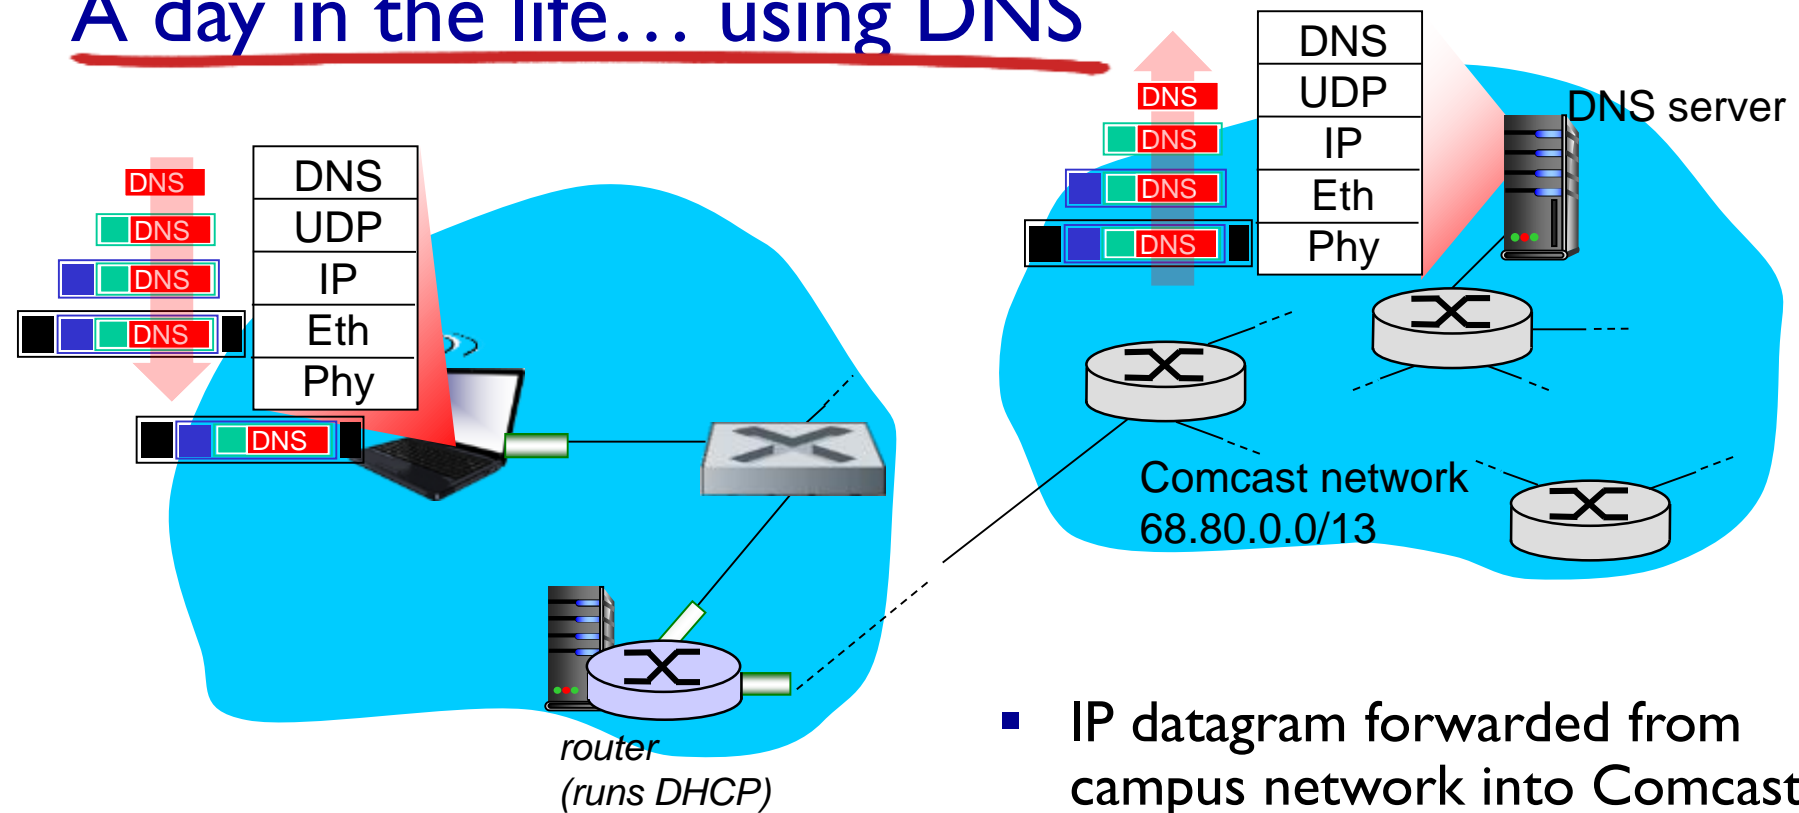 A day in the life… using DNS
DNS
DNS
DNS
DNS
DNS
DNS
UDP
IP
Eth
Phy
DNS
DNS
DNS
DNS
DNS
UDP
IP
Eth
Phy
DNS server
Comcast network
68.80.0.0/13
router
(runs DHCP)
▪ IP datagram forwarded from
campus network into Comcast